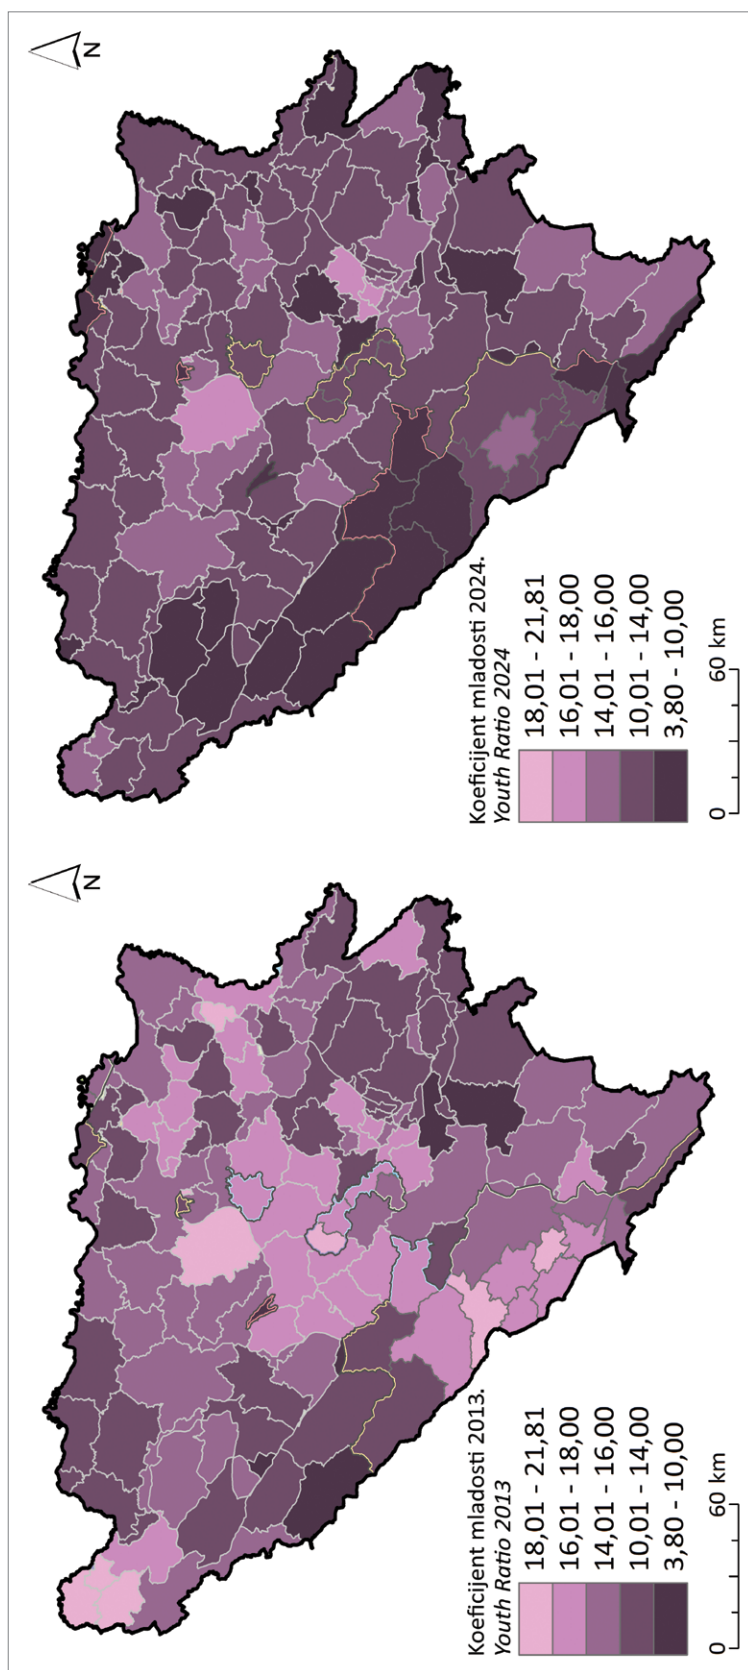 N
Koeficijent mladosti 2013.
Youth Ratio 2013
18,01 - 21,81
16,01 - 18,00
14,01 - 16,00
10,01 - 14,00
3,80 - 10,00
0 60 km
N
Koeficijent mladosti 2024.
Youth Ratio 2024
18,01 - 21,81
16,01 - 18,00
14,01 - 16,00
10,01 - 14,00
3,80 - 10,00
0 60 km